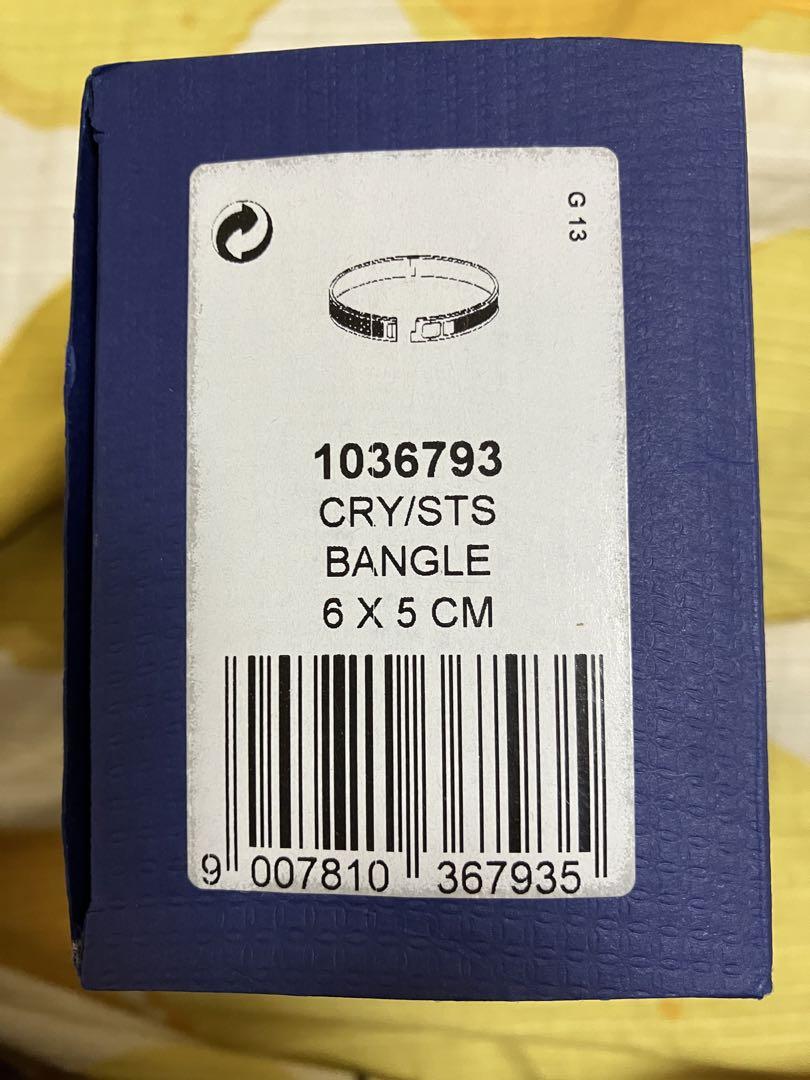 G 13
1036793
CRY/STS
BANGLE
6 X 5 CM
9 007810 367935